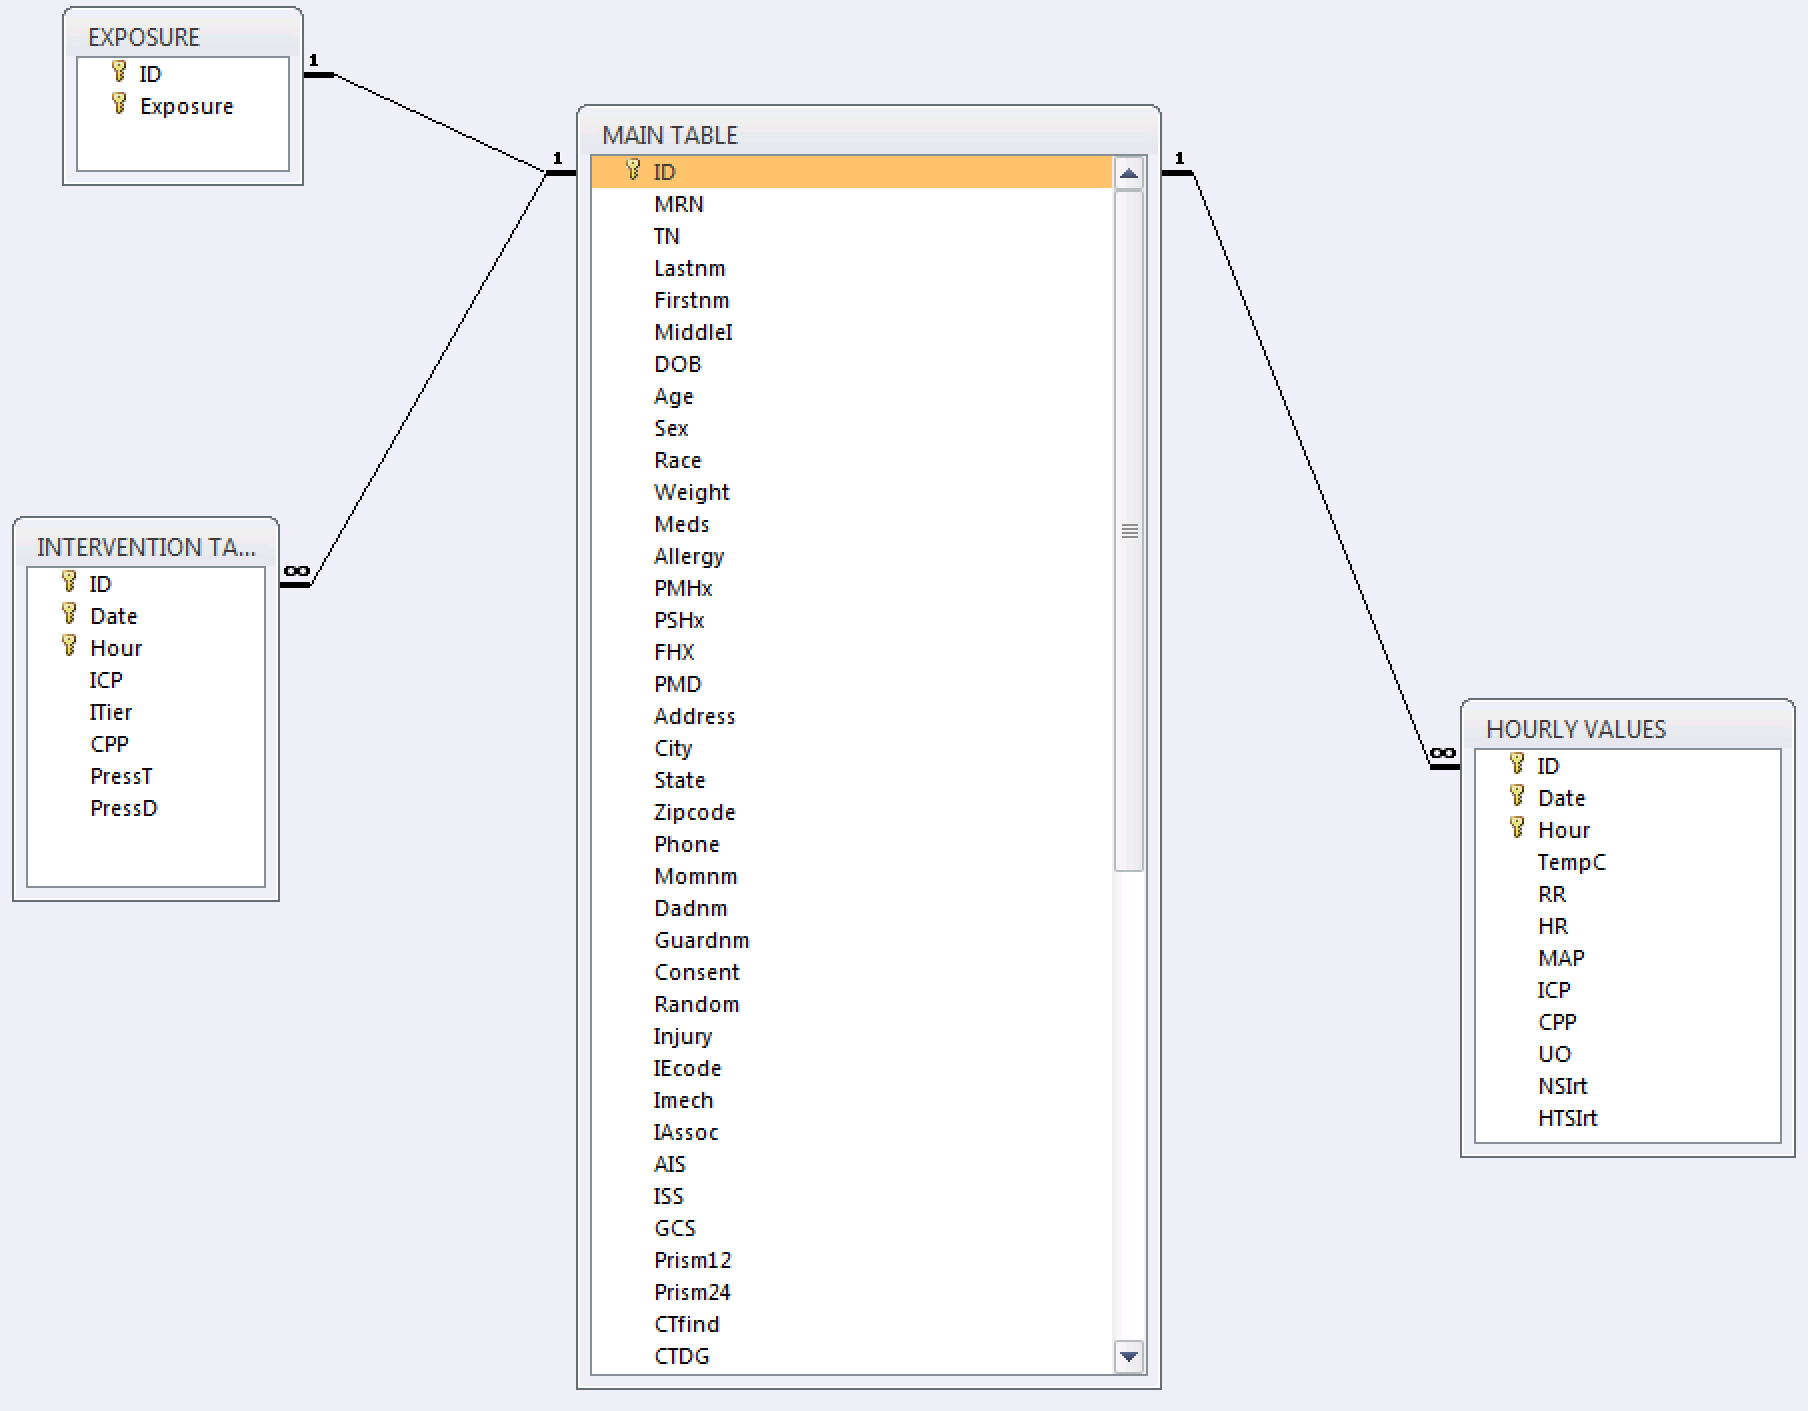 EXPOSURE
ID
Exposure
1
1
MAIN TABLE
ID
MRN
TN
Lastnm
Firstnm
MiddleI
DOB
Age
Sex
Race
Weight
Meds
Allergy
PMHx
PSHx
FHX
PMD
Address
City
State
Zipcode
Phone
Momnm
Dadnm
Guardnm
Consent
Random
Injury
IEcode
Imech
IAssoc
AIS
ISS
GCS
Prism12
Prism24
CTfind
CTDG
1
INTERVENTION TA...
ID
Date
Hour
ICP
ITier
CPP
PressT
PressD
∞
∞
HOURLY VALUES
ID
Date
Hour
TempC
RR
HR
MAP
ICP
CPP
UO
NSIrt
HTSIrt